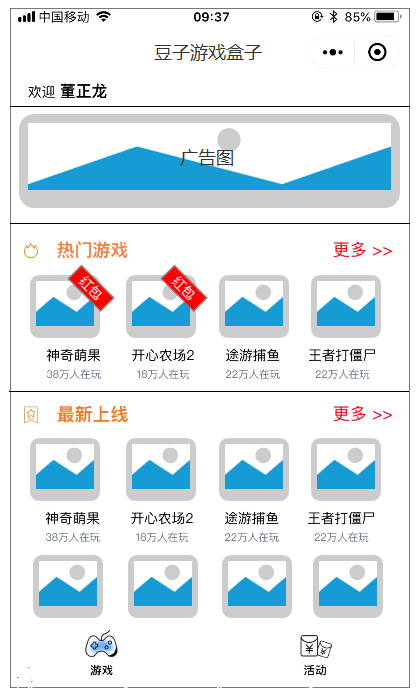 中国移动 09:37 85%
豆子游戏盒子
欢迎 董正龙
广告图
热门游戏 更多 >>
红包 红包
神奇萌果 开心农场2 途游捕鱼 王者打僵尸
38万人在玩 18万人在玩 22万人在玩 22万人在玩
最新上线 更多 >>
神奇萌果 开心农场2 途游捕鱼 王者打僵尸
38万人在玩 18万人在玩 22万人在玩 22万人在玩
游戏 活动